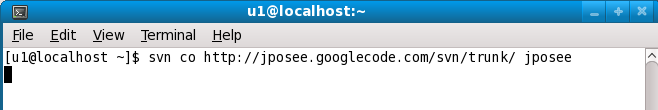 u1@localhost:~
File Edit View Terminal Help
[u1@localhost ~]$ svn co http://jposee.googlecode.com/svn/trunk/ jposee